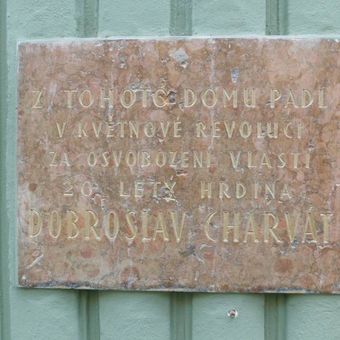 Z TOHOTO DOMU PADL
V KVĚTNOVÉ REVOLUCI
ZA OSVOBOZENÍ VLASTI
20 LETÝ HRDINA
DOBROSLAV CHARVÁT